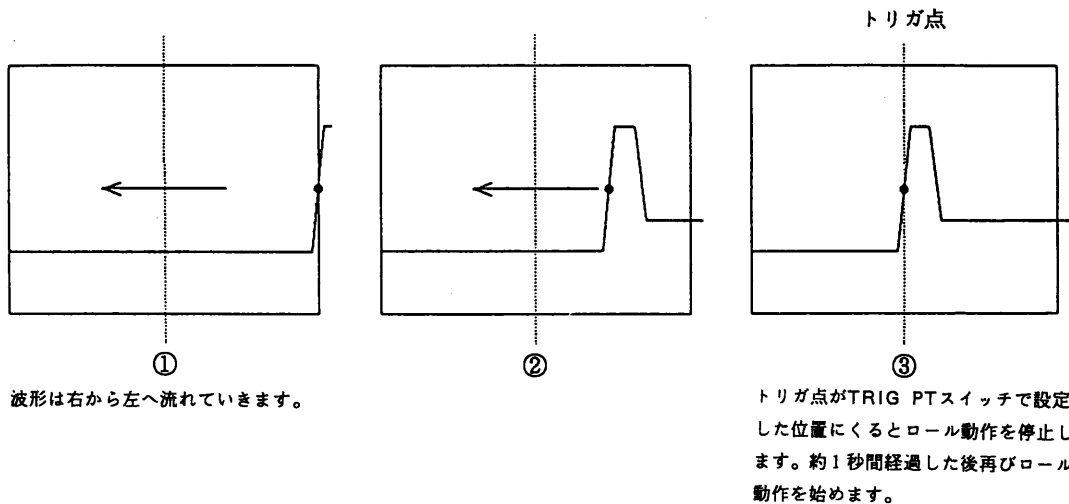 トリガ点
①
②
③
波形は右から左へ流れていきます。
トリガ点がTRIG PTスイッチで設定
した位置にくるとロール動作を停止し
ます。約1秒間経過した後再びロール
動作を始めます。